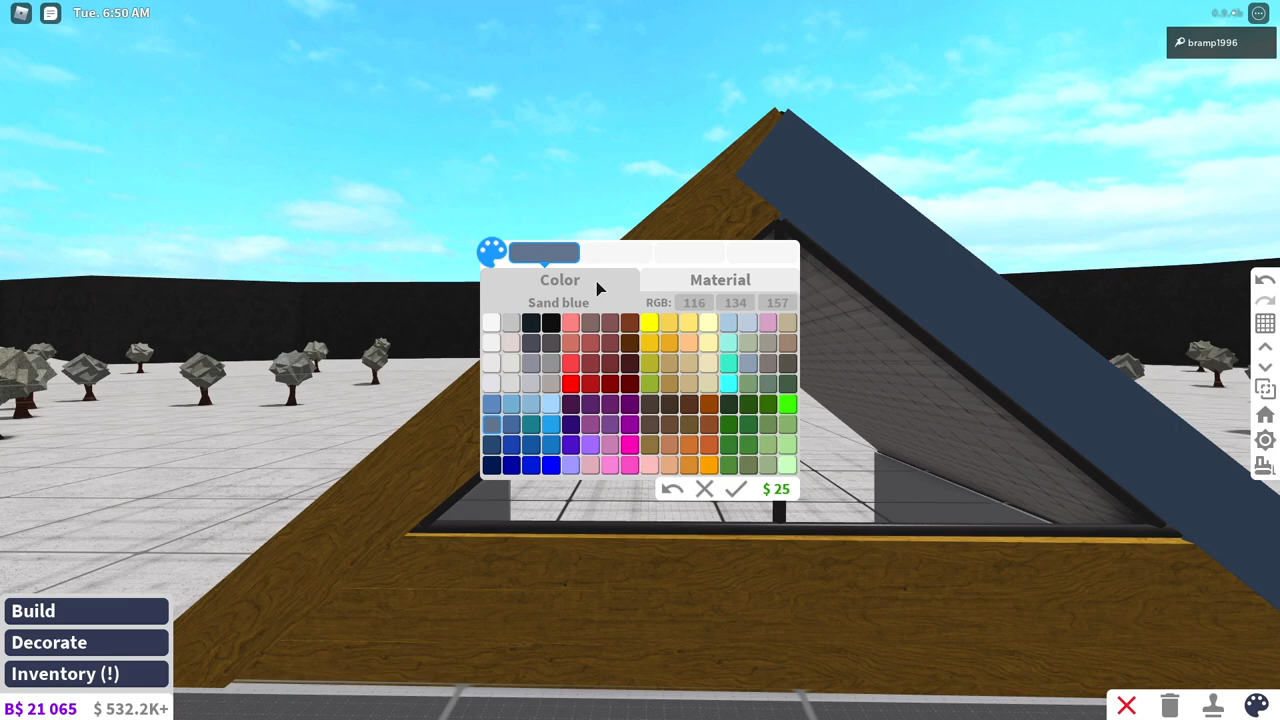 Tue. 6:50 AM
bramp1996
Color
Material
Sand blue
RGB: 116 134 157
$ 25
Build
Decorate
Inventory (!)
B$ 21 065 $ 532.2K+